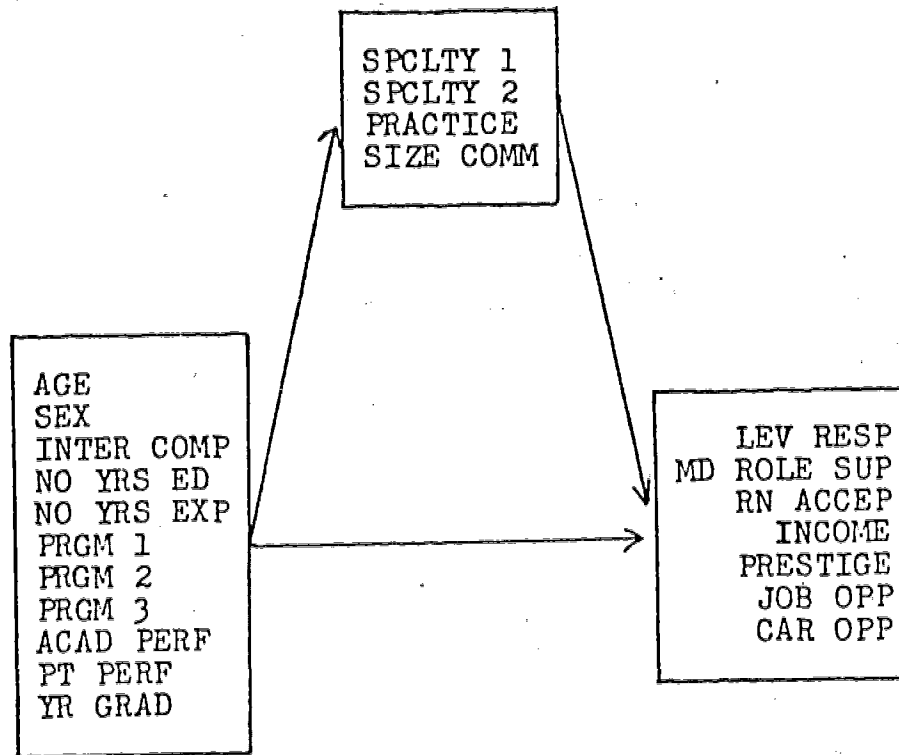 SPCLTY 1
SPCLTY 2
PRACTICE
SIZE COMM
AGE
SEX
INTER COMP
NO YRS ED
NO YRS EXP
PRGM 1
PRGM 2
PRGM 3
ACAD PERF
PT PERF
YR GRAD
LEV RESP
MD ROLE SUP
RN ACCEP
INCOME
PRESTIGE
JOB OPP
CAR OPP